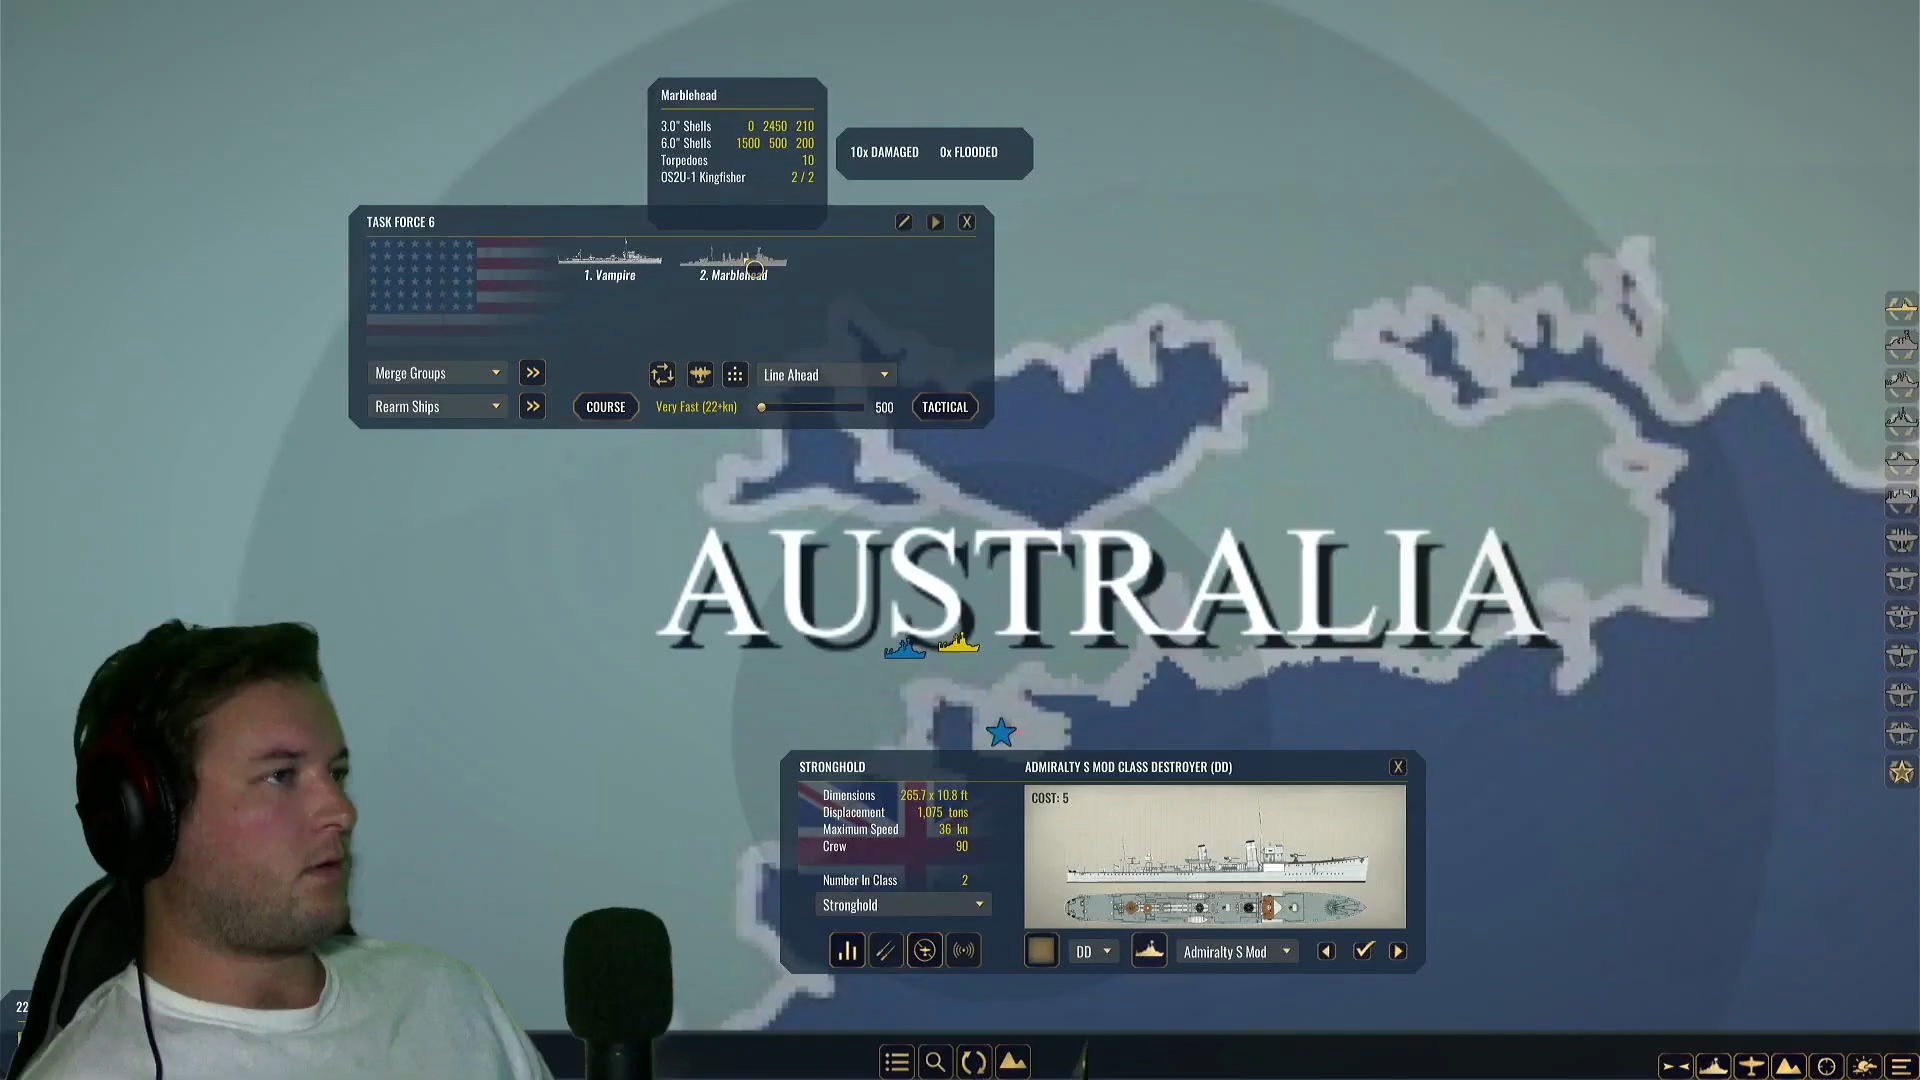 Marblehead
3.0" Shells 0 2450 210
6.0" Shells 1500 500 200
Torpedoes 10
OS2U-1 Kingfisher 2 / 2
10x DAMAGED 0x FLOODED
TASK FORCE 6
X
1. Vampire 2. Marblehead
Merge Groups
Line Ahead
Rearm Ships
COURSE
Very Fast (22+kn)
500
TACTICAL
AUSTRALIA
STRONGHOLD
ADMIRALTY S MOD CLASS DESTROYER (DD)
X
Dimensions 265.7 x 10.8 ft
Displacement 1,075 tons
Maximum Speed 36 kn
Crew 90
Number In Class 2
Stronghold
COST: 5
DD
Admiralty S Mod
22